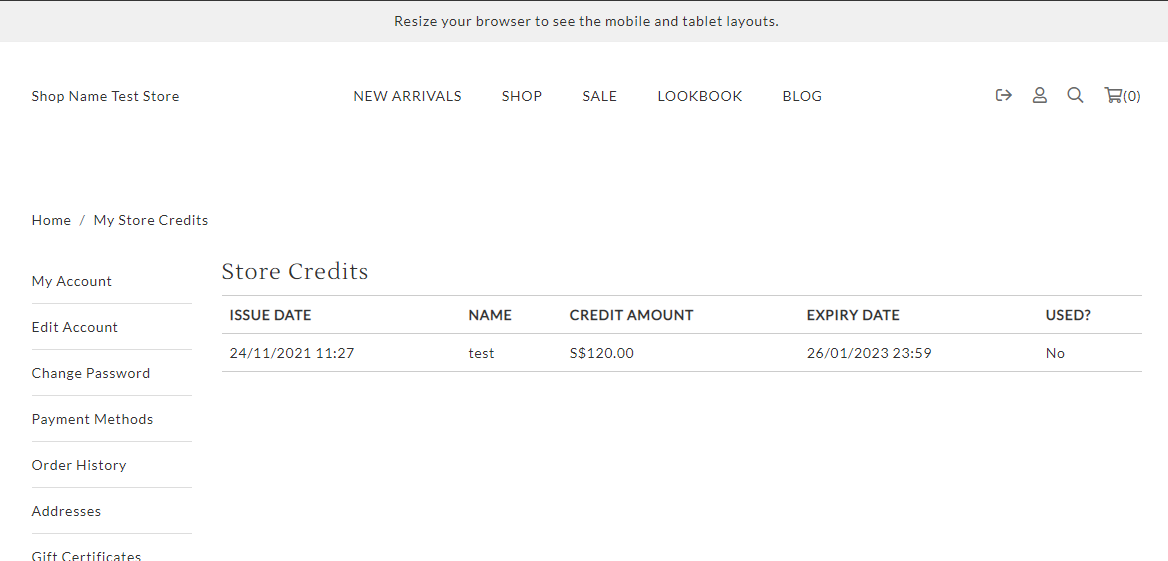 Resize your browser to see the mobile and tablet layouts.
Shop Name Test Store NEW ARRIVALS SHOP SALE LOOKBOOK BLOG (0)
Home / My Store Credits
My Account
Edit Account
Change Password
Payment Methods
Order History
Addresses
Gift Certificates
Store Credits
ISSUE DATE NAME CREDIT AMOUNT EXPIRY DATE USED?
24/11/2021 11:27 test S$120.00 26/01/2023 23:59 No